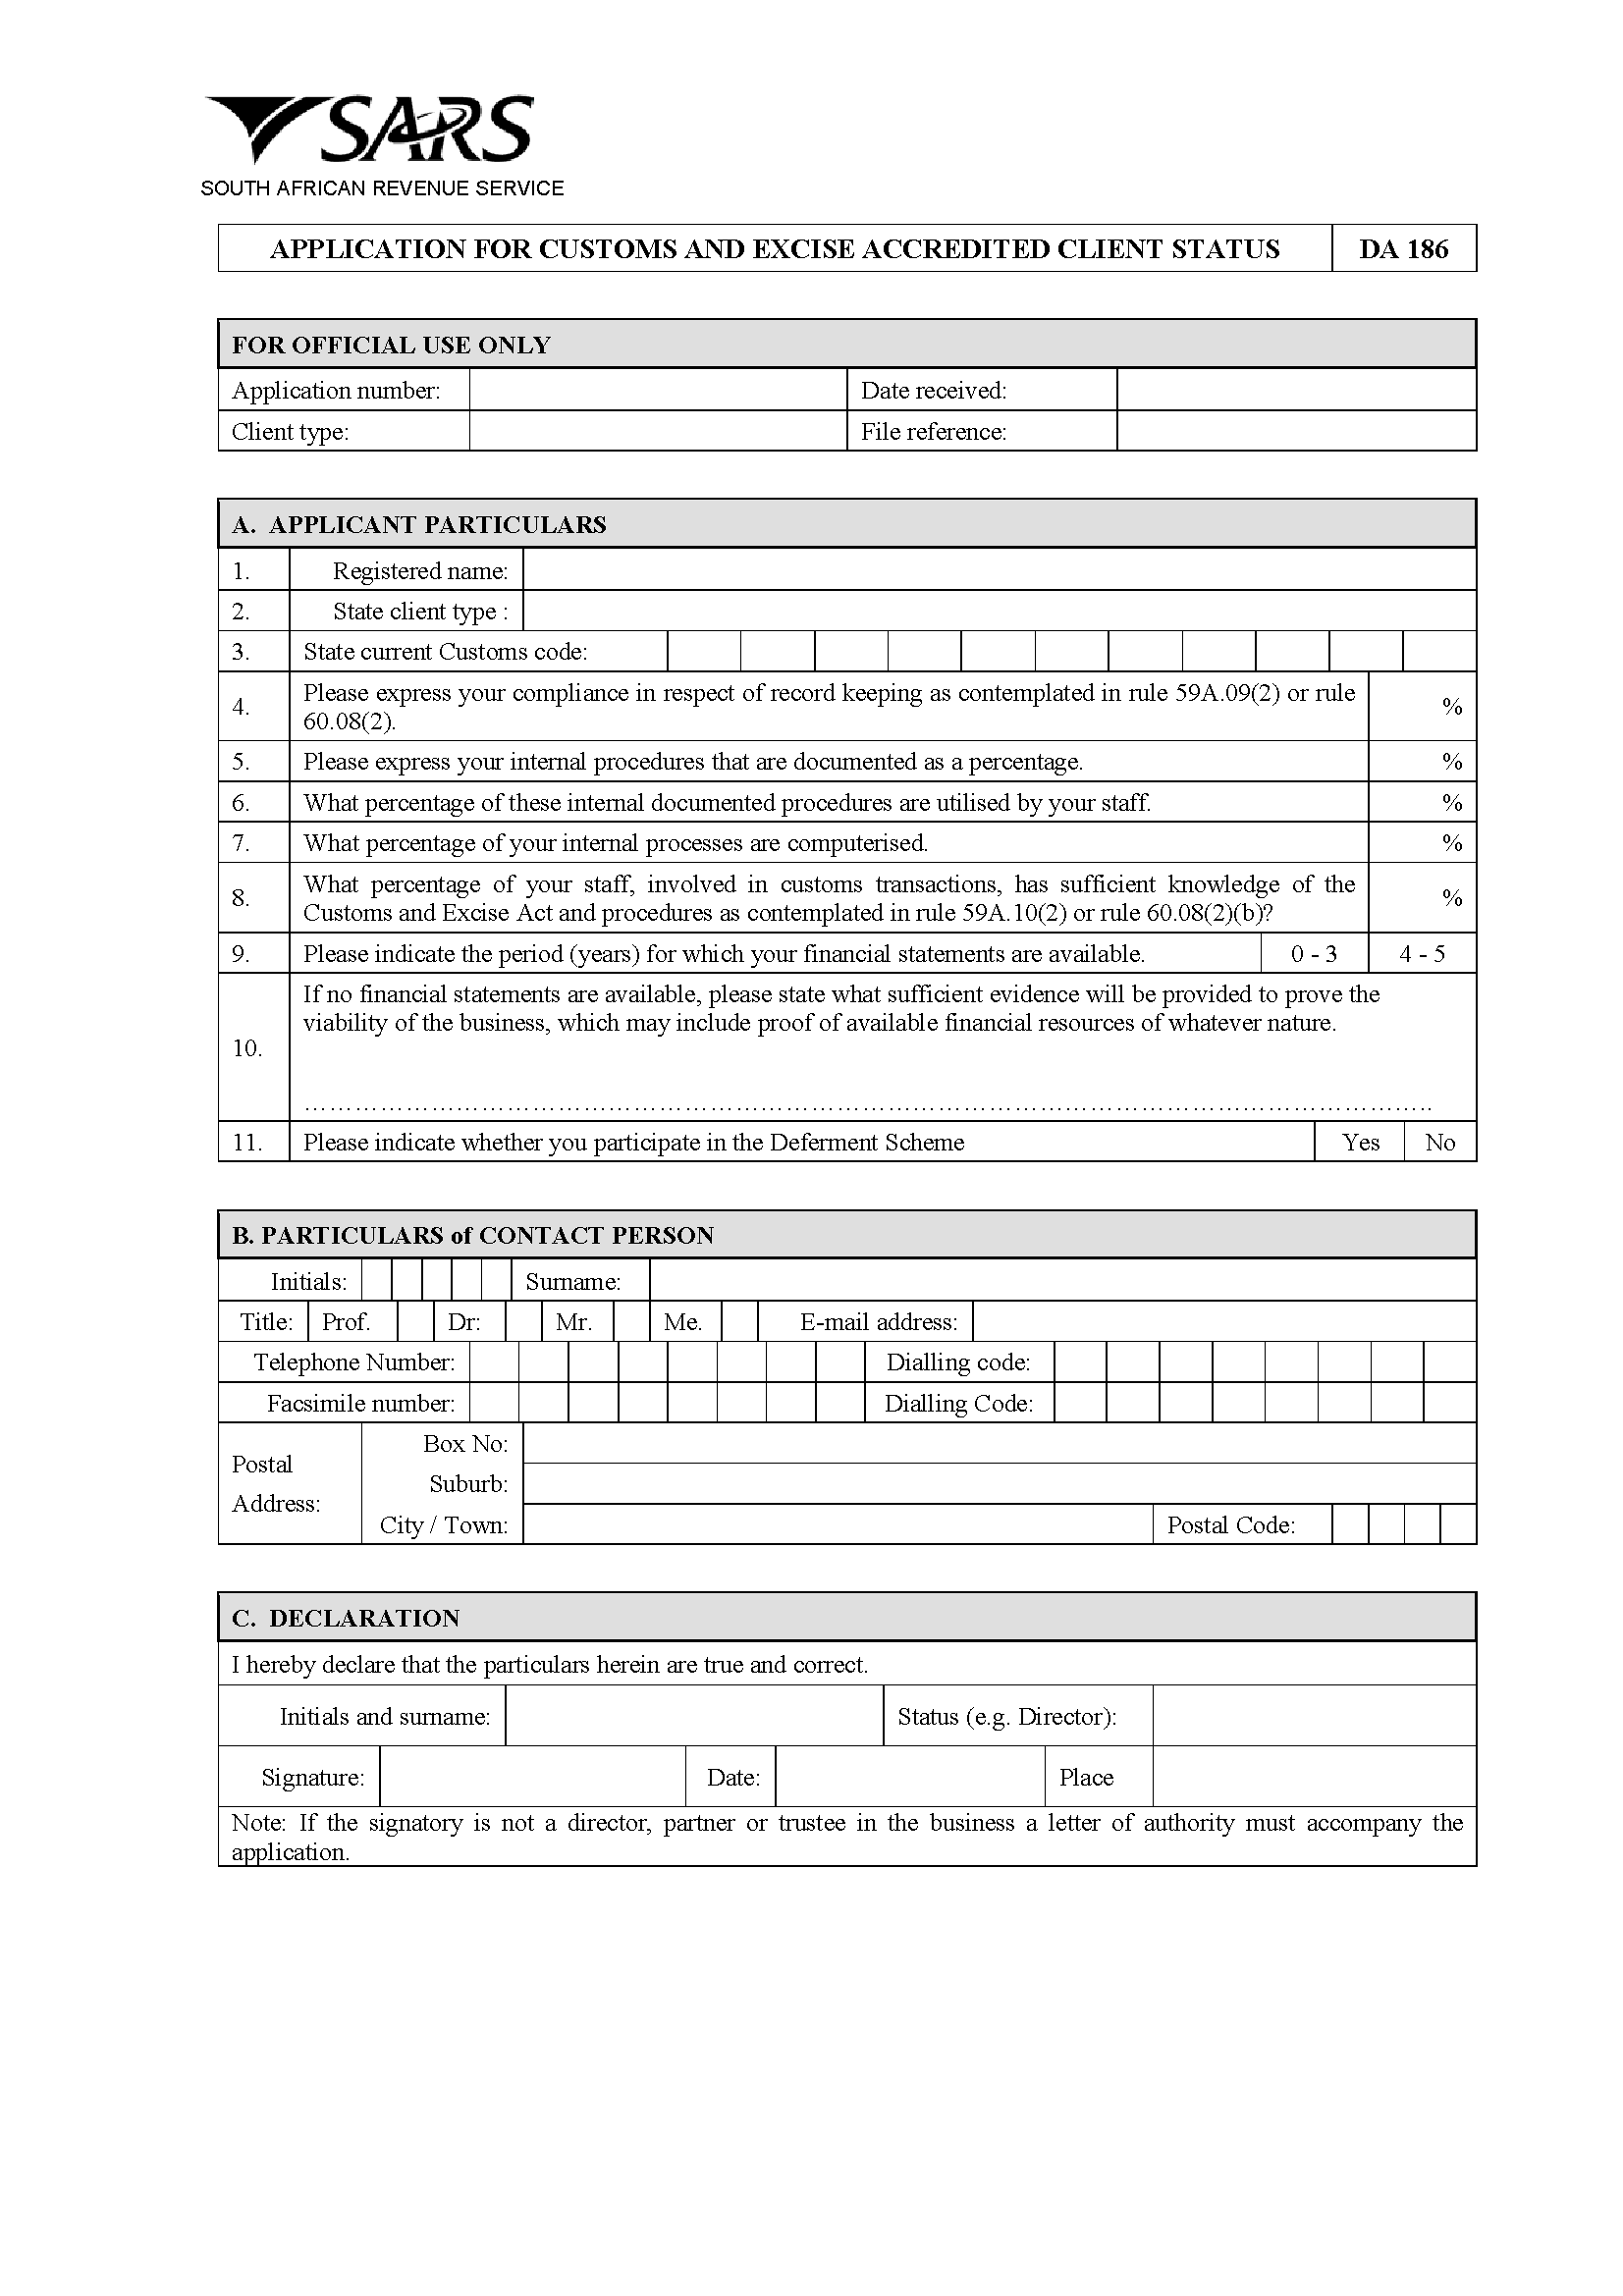 SARS
SOUTH AFRICAN REVENUE SERVICE
APPLICATION FOR CUSTOMS AND EXCISE ACCREDITED CLIENT STATUS DA 186
FOR OFFICIAL USE ONLY
Application number: Date received:
Client type: File reference:
A. APPLICANT PARTICULARS
1. Registered name:
2. State client type :
3. State current Customs code:
4. Please express your compliance in respect of record keeping as contemplated in rule 59A.09(2) or rule
60.08(2). %
5. Please express your internal procedures that are documented as a percentage. %
6. What percentage of these internal documented procedures are utilised by your staff. %
7. What percentage of your internal processes are computerised. %
8. What percentage of your staff, involved in customs transactions, has sufficient knowledge of the
Customs and Excise Act and procedures as contemplated in rule 59A.10(2) or rule 60.08(2)(b)? %
9. Please indicate the period (years) for which your financial statements are available. 0 - 3 4 - 5
10. If no financial statements are available, please state what sufficient evidence will be provided to prove the
viability of the business, which may include proof of available financial resources of whatever nature.
…………………………………………………………………………………………………………………..
11. Please indicate whether you participate in the Deferment Scheme Yes No
B. PARTICULARS of CONTACT PERSON
Initials: Surname:
Title: Prof. Dr: Mr. Me. E-mail address:
Telephone Number: Dialling code:
Facsimile number: Dialling Code:
Postal
Address:
Box No:
Suburb:
City / Town: Postal Code:
C. DECLARATION
I hereby declare that the particulars herein are true and correct.
Initials and surname: Status (e.g. Director):
Signature: Date: Place
Note: If the signatory is not a director, partner or trustee in the business a letter of authority must accompany the
application.